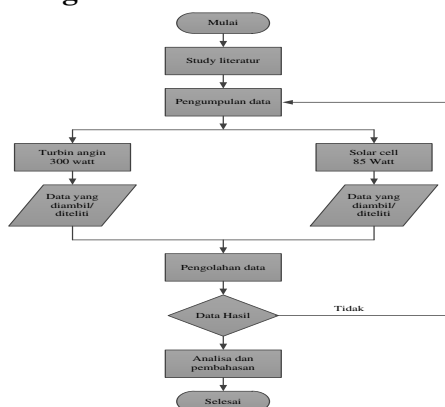 Mulai
Study literatur
Pengumpulan data
Turbin angin
300 watt
Solar cell
85 Watt
Data yang
diambil/
diteliti
Data yang
diambil/
diteliti
Pengolahan data
Data Hasil
Tidak
Analisa dan
pembahasan
Selesai